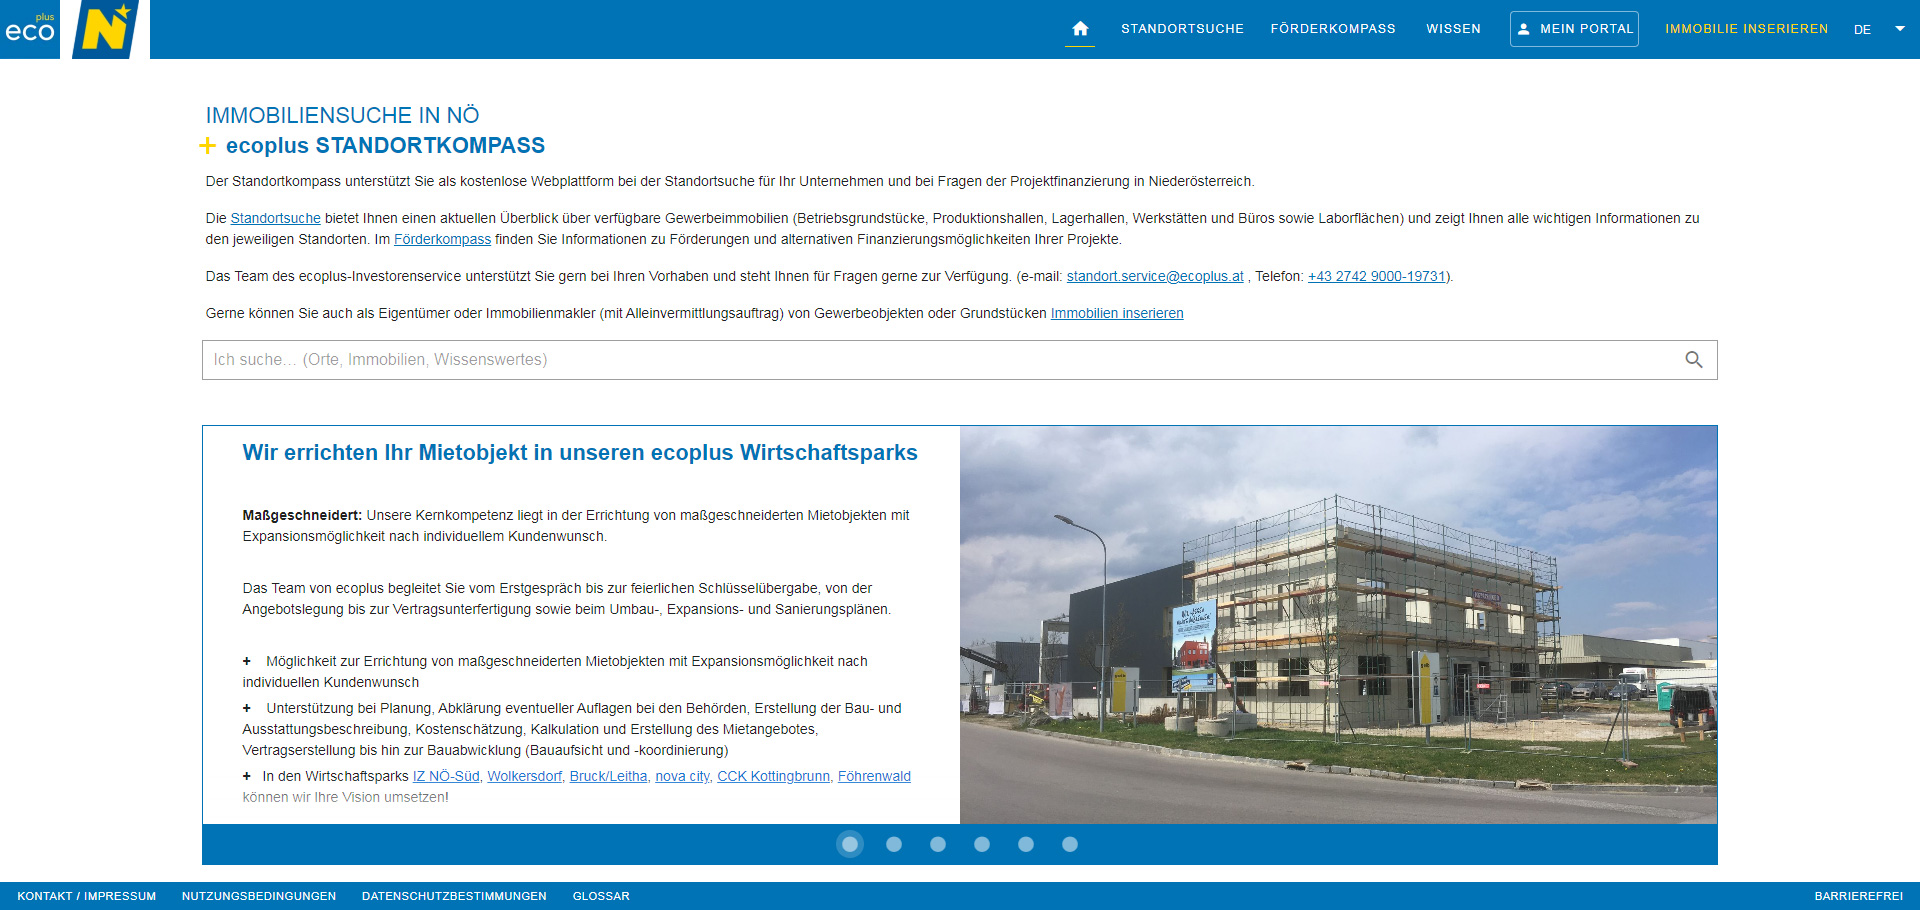 eco plus
N
STANDORTSUCHE
FÖRDERKOMPASS
WISSEN
MEIN PORTAL
IMMOBILIE INSERIEREN
DE
IMMOBILIENSUCHE IN NÖ
+ ecoplus STANDORTKOMPASS
Der Standortkompass unterstützt Sie als kostenlose Webplattform bei der Standortsuche für Ihr Unternehmen und bei Fragen der Projektfinanzierung in Niederösterreich.
Die Standortsuche bietet Ihnen einen aktuellen Überblick über verfügbare Gewerbeimmobilien (Betriebsgrundstücke, Produktionshallen, Lagerhallen, Werkstätten und Büros sowie Laborflächen) und zeigt Ihnen alle wichtigen Informationen zu
den jeweiligen Standorten. Im Förderkompass finden Sie Informationen zu Förderungen und alternativen Finanzierungsmöglichkeiten Ihrer Projekte.
Das Team des ecoplus-Investorenservice unterstützt Sie gern bei Ihren Vorhaben und steht Ihnen für Fragen gerne zur Verfügung. (e-mail: standort.service@ecoplus.at , Telefon: +43 2742 9000-19731).
Gerne können Sie auch als Eigentümer oder Immobilienmakler (mit Alleinvermittlungsauftrag) von Gewerbeobjekten oder Grundstücken Immobilien inserieren
Ich suche... (Orte, Immobilien, Wissenswertes)
Wir errichten Ihr Mietobjekt in unseren ecoplus Wirtschaftsparks
Maßgeschneidert: Unsere Kernkompetenz liegt in der Errichtung von maßgeschneiderten Mietobjekten mit
Expansionsmöglichkeit nach individuellem Kundenwunsch.
Das Team von ecoplus begleitet Sie vom Erstgespräch bis zur feierlichen Schlüsselübergabe, von der
Angebotslegung bis zur Vertragsunterfertigung sowie beim Umbau-, Expansions- und Sanierungsplänen.
+ Möglichkeit zur Errichtung von maßgeschneiderten Mietobjekten mit Expansionsmöglichkeit nach
individuellen Kundenwunsch
+ Unterstützung bei Planung, Abklärung eventueller Auflagen bei den Behörden, Erstellung der Bau- und
Ausstattungsbeschreibung, Kostenschätzung, Kalkulation und Erstellung des Mietangebotes,
Vertragserstellung bis hin zur Bauabwicklung (Bauaufsicht und -koordinierung)
+ In den Wirtschaftsparks IZ NÖ-Süd, Wolkersdorf, Bruck/Leitha, nova city, CCK Kottingbrunn, Föhrenwald
können wir Ihre Vision umsetzen!
KONTAKT / IMPRESSUM
NUTZUNGSBEDINGUNGEN
DATENSCHUTZBESTIMMUNGEN
GLOSSAR
BARRIEREFREI